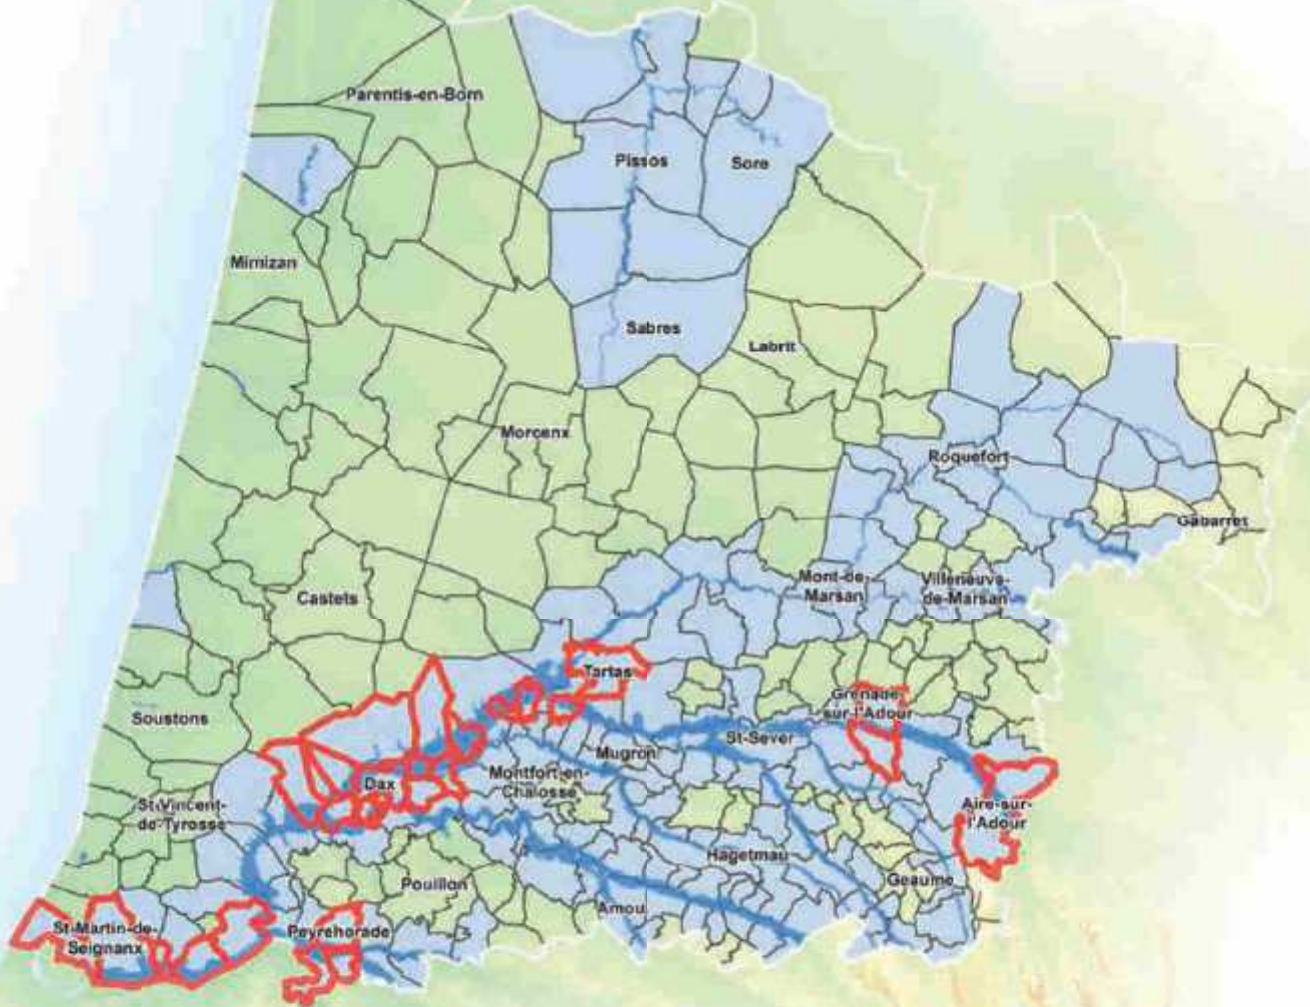 Parentis-en-Born
Pissos
Sore
Mimizan
Sabres
Labrit
Morcenx
Roquefort
Gabarret
Castets
Mont-de-
Marsan
Villeneuve-
de-Marsan
Tartas
Soustons
Grenade-
sur-l'Adour
St-Sever
Mugron
Montfort-en-
Chalosse
Dax
St-Vincent-
de-Tyrosse
Aire-sur-
l'Adour
Hagetmau
Pouillon
Geaune
Amou
St-Martin-de-
Seignanx
Peyrehorade